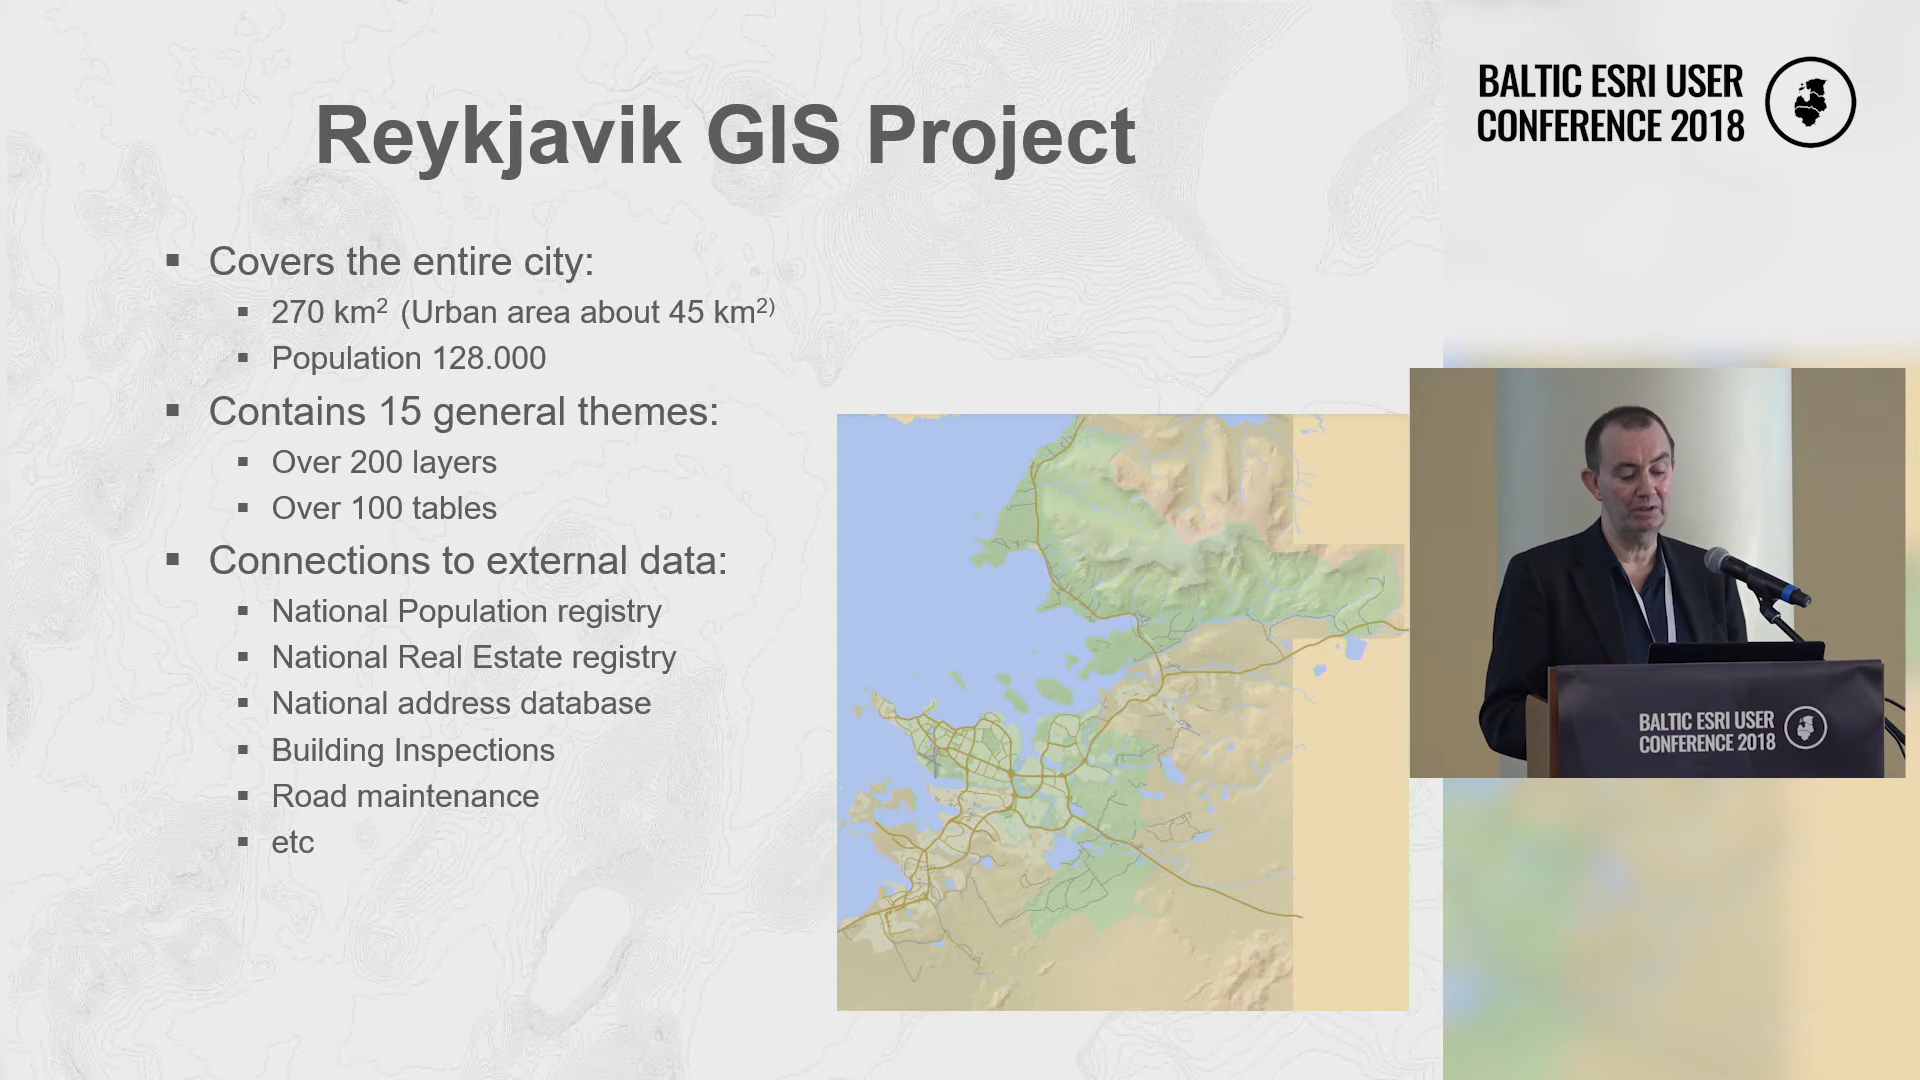 Reykjavik GIS Project
BALTIC ESRI USER
CONFERENCE 2018
▪ Covers the entire city:
▪ 270 km² (Urban area about 45 km²⁾
▪ Population 128.000
▪ Contains 15 general themes:
▪ Over 200 layers
▪ Over 100 tables
▪ Connections to external data:
▪ National Population registry
▪ National Real Estate registry
▪ National address database
▪ Building Inspections
▪ Road maintenance
▪ etc
BALTIC ESRI USER
CONFERENCE 2018